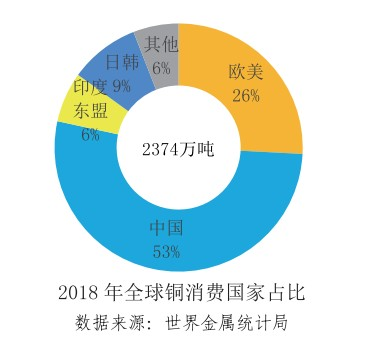 其他
6%
日韩
9%
印度
东盟
6%
欧美
26%
2374万吨
中国
53%
2018 年全球铜消费国家占比
数据来源：世界金属统计局